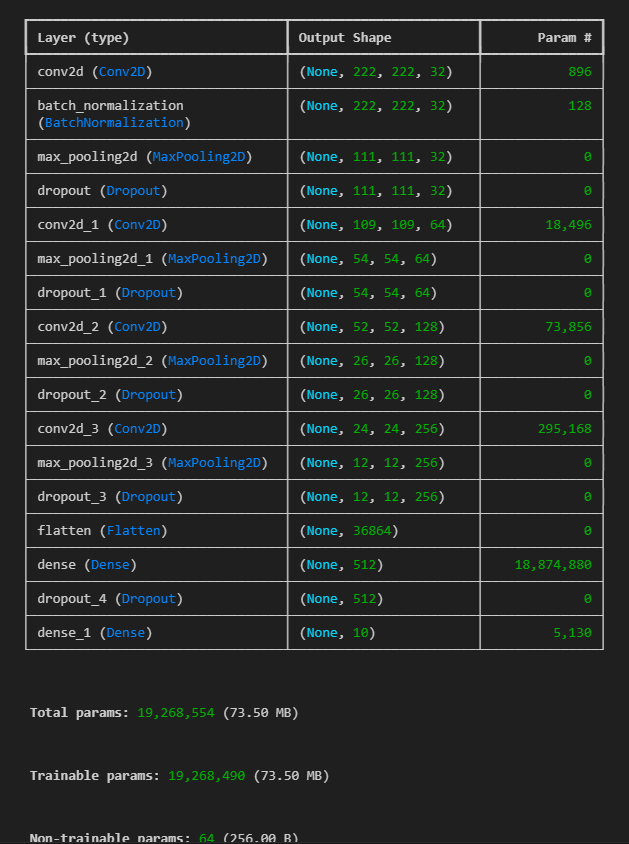 Layer (type) Output Shape Param #
conv2d (Conv2D) (None, 222, 222, 32) 896
batch_normalization (None, 222, 222, 32) 128
(BatchNormalization)
max_pooling2d (MaxPooling2D) (None, 111, 111, 32) 0
dropout (Dropout) (None, 111, 111, 32) 0
conv2d_1 (Conv2D) (None, 109, 109, 64) 18,496
max_pooling2d_1 (MaxPooling2D) (None, 54, 54, 64) 0
dropout_1 (Dropout) (None, 54, 54, 64) 0
conv2d_2 (Conv2D) (None, 52, 52, 128) 73,856
max_pooling2d_2 (MaxPooling2D) (None, 26, 26, 128) 0
dropout_2 (Dropout) (None, 26, 26, 128) 0
conv2d_3 (Conv2D) (None, 24, 24, 256) 295,168
max_pooling2d_3 (MaxPooling2D) (None, 12, 12, 256) 0
dropout_3 (Dropout) (None, 12, 12, 256) 0
flatten (Flatten) (None, 36864) 0
dense (Dense) (None, 512) 18,874,880
dropout_4 (Dropout) (None, 512) 0
dense_1 (Dense) (None, 10) 5,130
Total params: 19,268,554 (73.50 MB)
Trainable params: 19,268,490 (73.50 MB)
Non-trainable params: 64 (256.00 B)